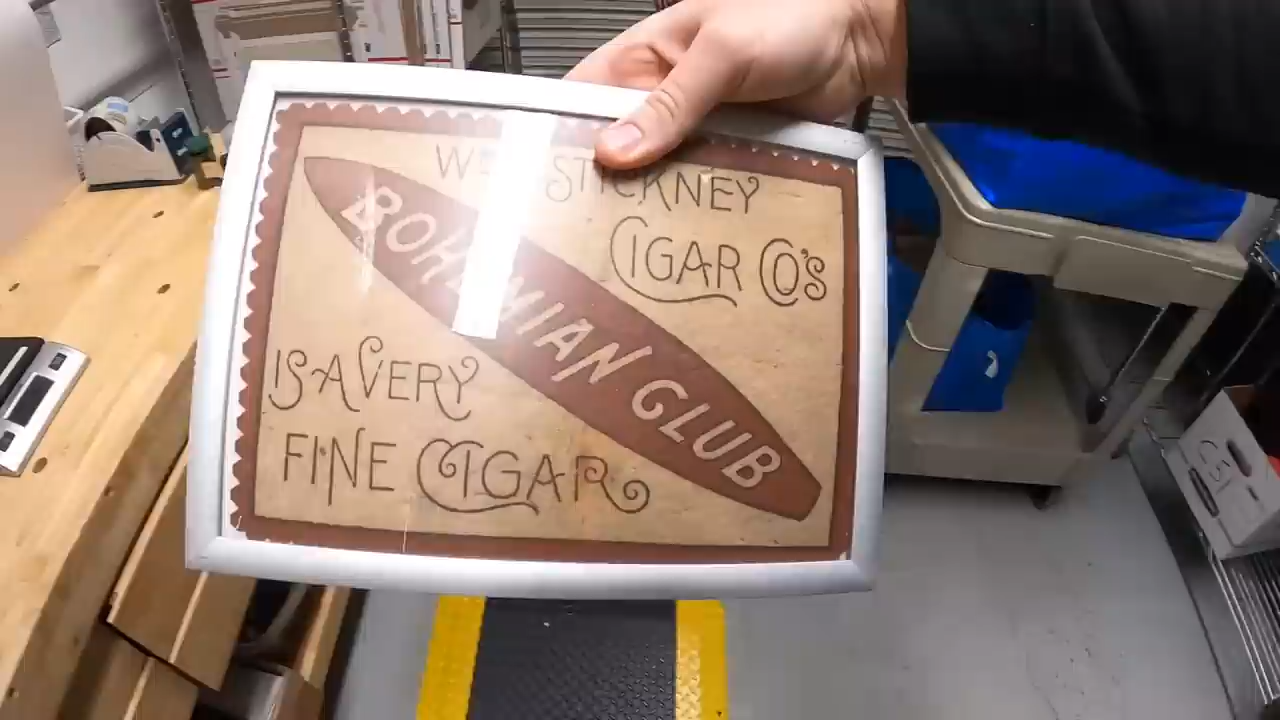 STICKNEY
CIGAR CO'S
BOHEMIAN CLUB
IS A VERY
FINE CIGAR